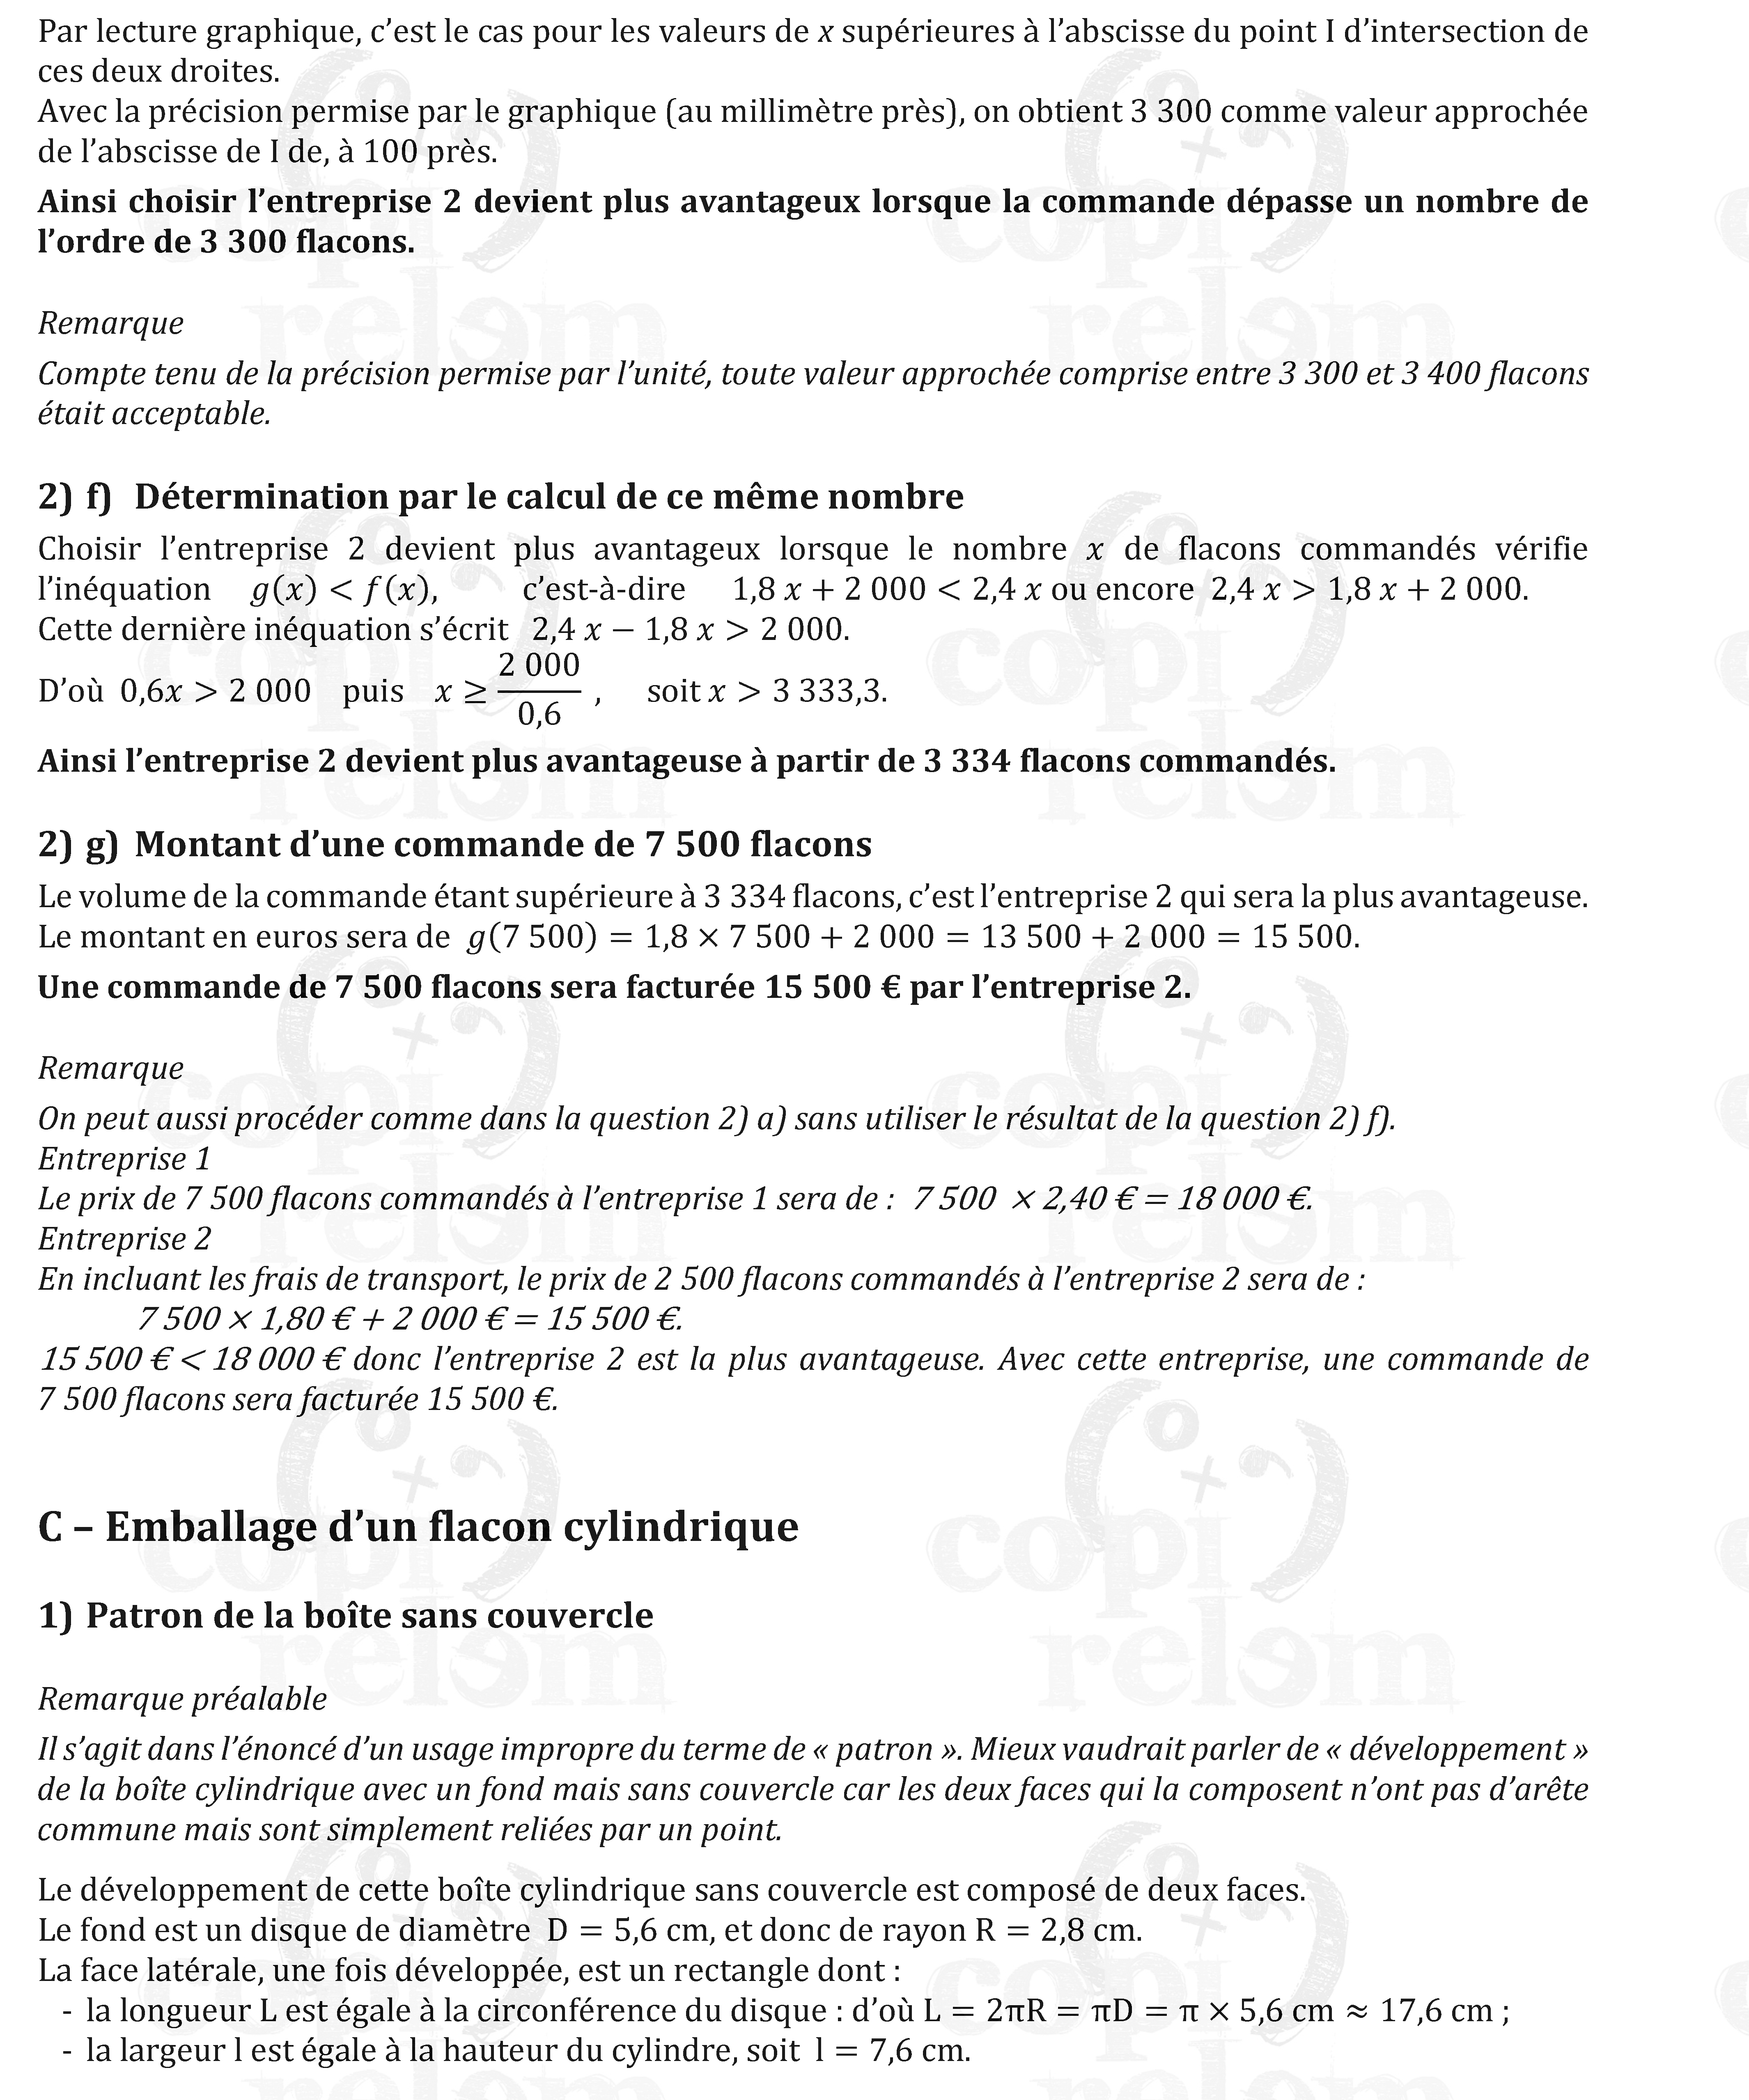 Par lecture graphique, c’est le cas pour les valeurs de x supérieures à l’abscisse du point I d’intersection de
ces deux droites.
Avec la précision permise par le graphique (au millimètre près), on obtient 3 300 comme valeur approchée
de l’abscisse de I de, à 100 près.
Ainsi choisir l’entreprise 2 devient plus avantageux lorsque la commande dépasse un nombre de
l’ordre de 3 300 flacons.
Remarque
Compte tenu de la précision permise par l’unité, toute valeur approchée comprise entre 3 300 et 3 400 flacons
était acceptable.
2) f) Détermination par le calcul de ce même nombre
Choisir l’entreprise 2 devient plus avantageux lorsque le nombre x de flacons commandés vérifie
l’inéquation g(x) < f(x), c’est-à-dire 1,8 x + 2 000 < 2,4 x ou encore 2,4 x > 1,8 x + 2 000.
Cette dernière inéquation s’écrit 2,4 x − 1,8 x > 2 000.
D’où 0,6x > 2 000 puis x ≥ 2 000 / 0,6 , soit x > 3 333,3.
Ainsi l’entreprise 2 devient plus avantageuse à partir de 3 334 flacons commandés.
2) g) Montant d’une commande de 7 500 flacons
Le volume de la commande étant supérieure à 3 334 flacons, c’est l’entreprise 2 qui sera la plus avantageuse.
Le montant en euros sera de g(7 500) = 1,8 × 7 500 + 2 000 = 13 500 + 2 000 = 15 500.
Une commande de 7 500 flacons sera facturée 15 500 € par l’entreprise 2.
Remarque
On peut aussi procéder comme dans la question 2) a) sans utiliser le résultat de la question 2) f).
Entreprise 1
Le prix de 7 500 flacons commandés à l’entreprise 1 sera de : 7 500 × 2,40 € = 18 000 €.
Entreprise 2
En incluant les frais de transport, le prix de 2 500 flacons commandés à l’entreprise 2 sera de :
7 500 × 1,80 € + 2 000 € = 15 500 €.
15 500 € < 18 000 € donc l’entreprise 2 est la plus avantageuse. Avec cette entreprise, une commande de
7 500 flacons sera facturée 15 500 €.
C – Emballage d’un flacon cylindrique
1) Patron de la boîte sans couvercle
Remarque préalable
Il s’agit dans l’énoncé d’un usage impropre du terme de « patron ». Mieux vaudrait parler de « développement »
de la boîte cylindrique avec un fond mais sans couvercle car les deux faces qui la composent n’ont pas d’arête
commune mais sont simplement reliées par un point.
Le développement de cette boîte cylindrique sans couvercle est composé de deux faces.
Le fond est un disque de diamètre D = 5,6 cm, et donc de rayon R = 2,8 cm.
La face latérale, une fois développée, est un rectangle dont :
- la longueur L est égale à la circonférence du disque : d’où L = 2πR = πD = π × 5,6 cm ≈ 17,6 cm ;
- la largeur l est égale à la hauteur du cylindre, soit l = 7,6 cm.